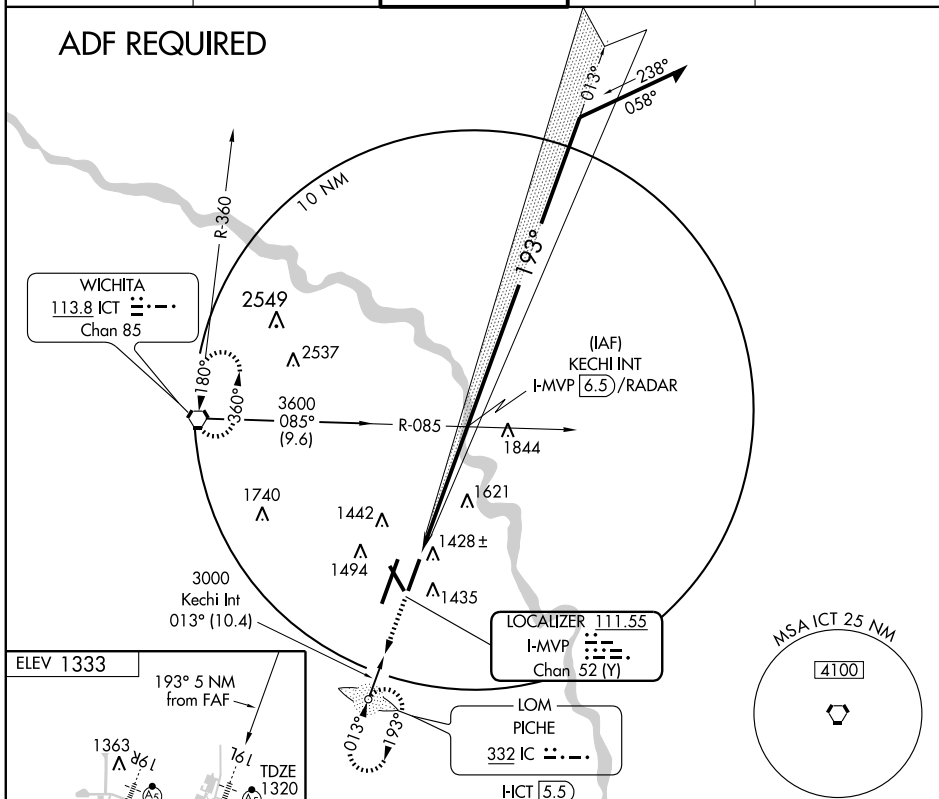 ADF REQUIRED
013°
238°
058°
10 NM
R-360
193°
WICHITA
113.8 ICT
Chan 85
2549
2537
(IAF)
KECHI INT
I-MVP 6.5 /RADAR
180°
360°
3600
085°
(9.6)
R-085
1844
1740
1442
1621
1494
1428±
1435
3000
Kechi Int
013° (10.4)
LOCALIZER 111.55
I-MVP
Chan 52 (Y)
MSA ICT 25 NM
4100
ELEV 1333
193° 5 NM
from FAF
013°
193°
LOM
PICHE
332 IC
I-ICT 5.5
1363
19R
19L
TDZE
1320
A5
A5